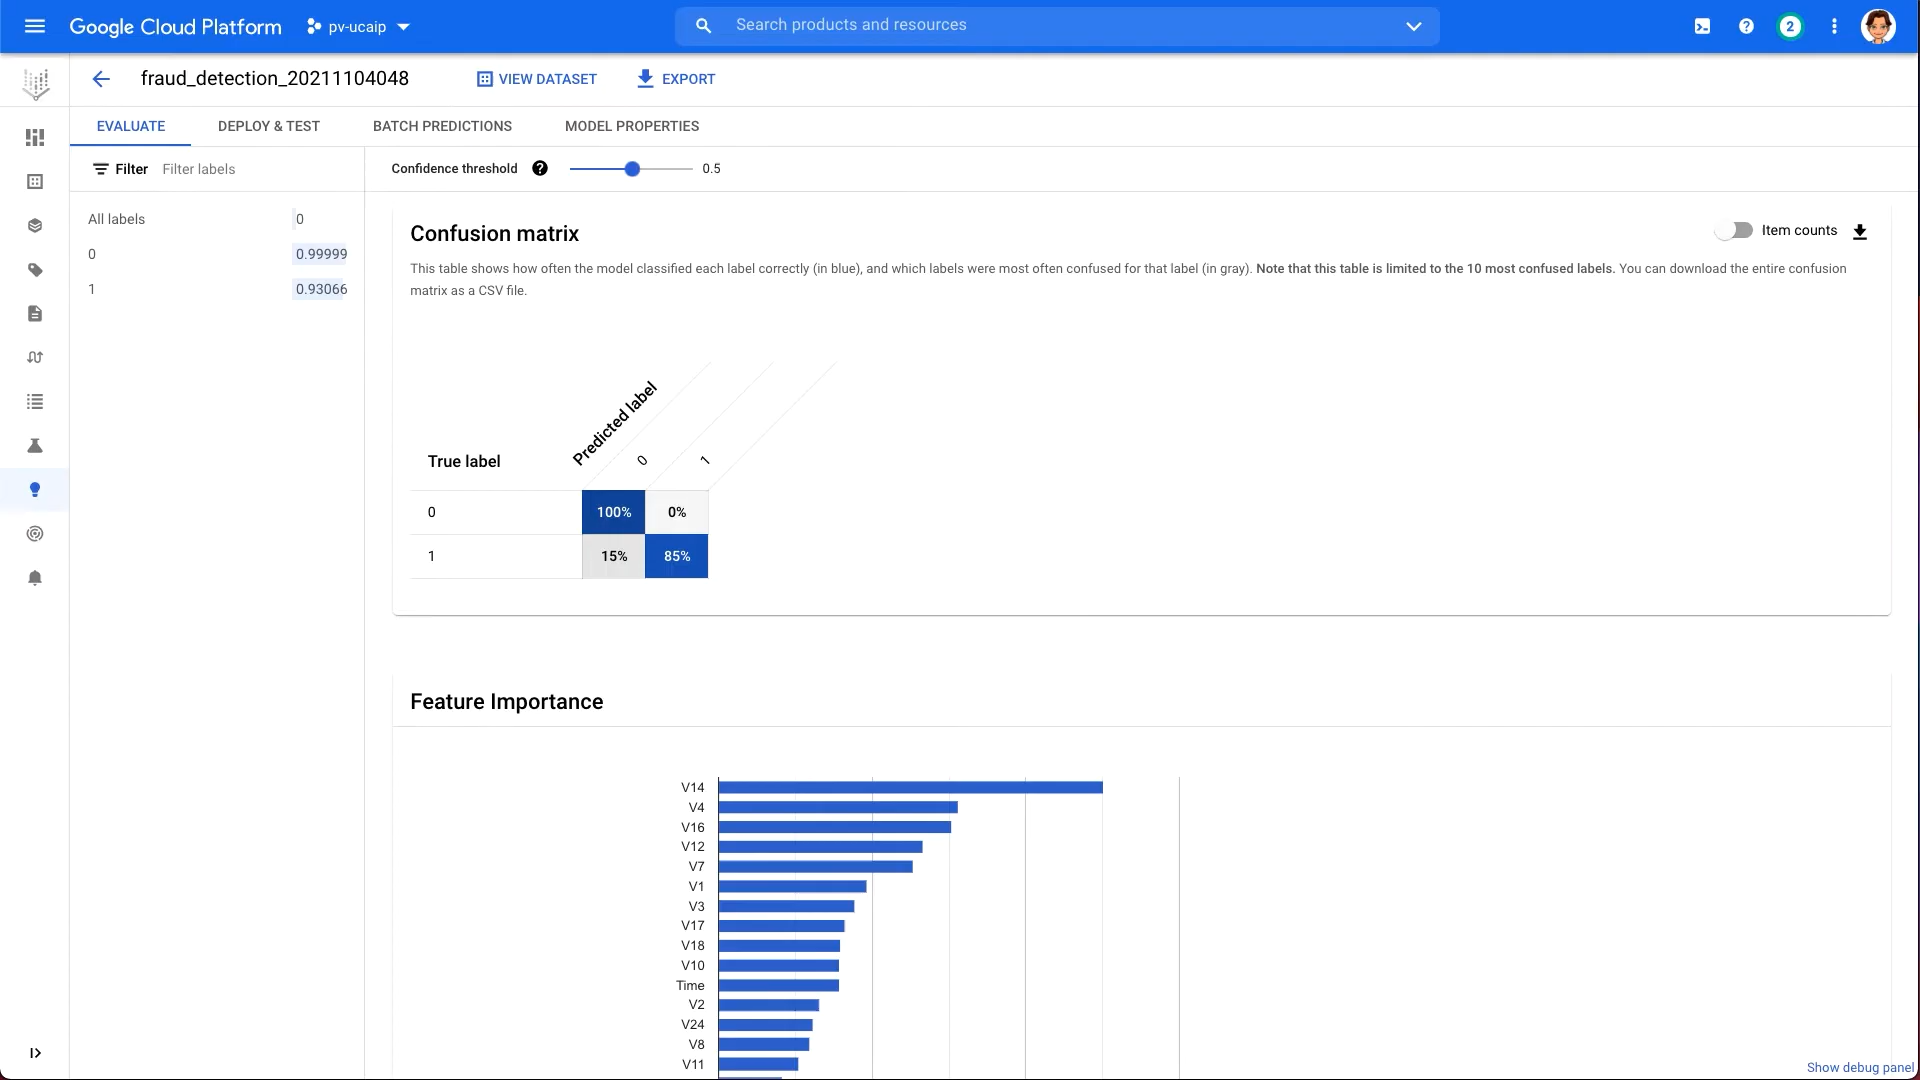 Google Cloud Platform
pv-ucaip
Search products and resources
2
fraud_detection_20211104048
VIEW DATASET
EXPORT
EVALUATE
DEPLOY & TEST
BATCH PREDICTIONS
MODEL PROPERTIES
Filter
Filter labels
Confidence threshold
0.5
All labels 0
0 0.99999
1 0.93066
Confusion matrix
Item counts
This table shows how often the model classified each label correctly (in blue), and which labels were most often confused for that label (in gray). Note that this table is limited to the 10 most confused labels. You can download the entire confusion
matrix as a CSV file.
True label
Predicted label
0
1
0 100% 0%
1 15% 85%
Feature Importance
V14
V4
V16
V12
V7
V1
V3
V17
V18
V10
Time
V2
V24
V8
V11
Show debug panel